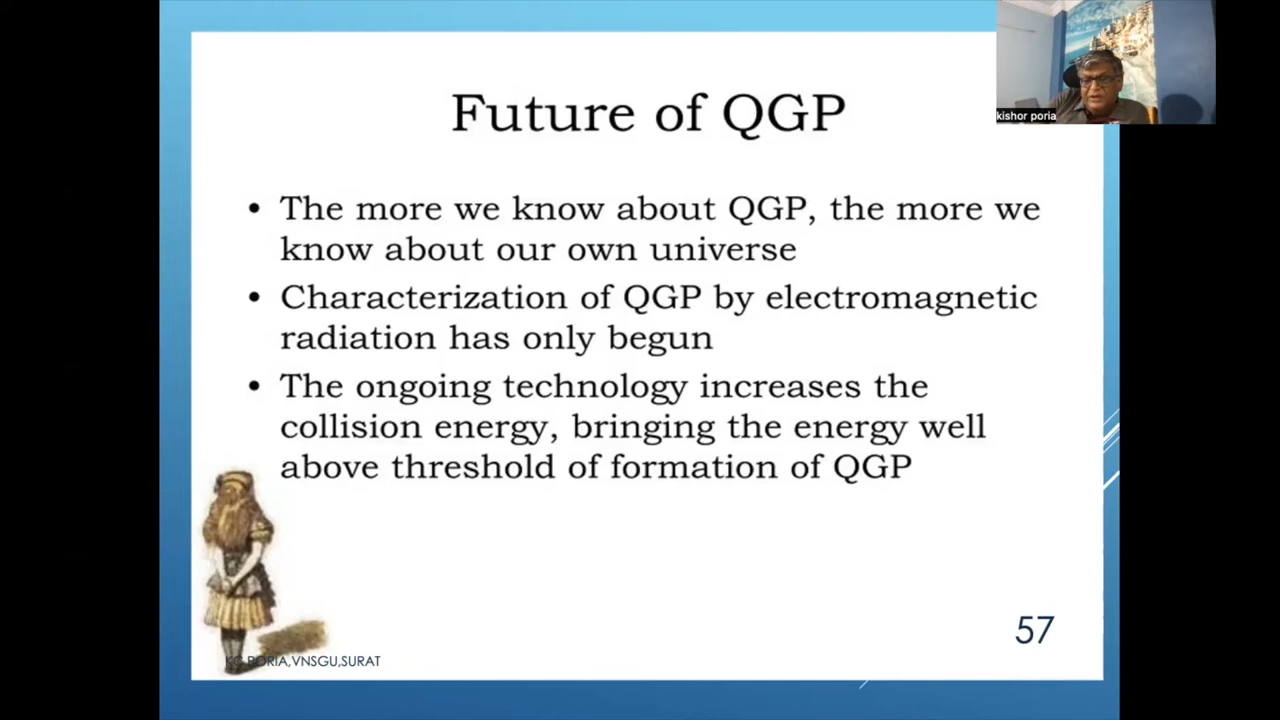 Future of QGP
kishor poria
• The more we know about QGP, the more we
know about our own universe
• Characterization of QGP by electromagnetic
radiation has only begun
• The ongoing technology increases the
collision energy, bringing the energy well
above threshold of formation of QGP
57
KC PORIA,VNSGU,SURAT